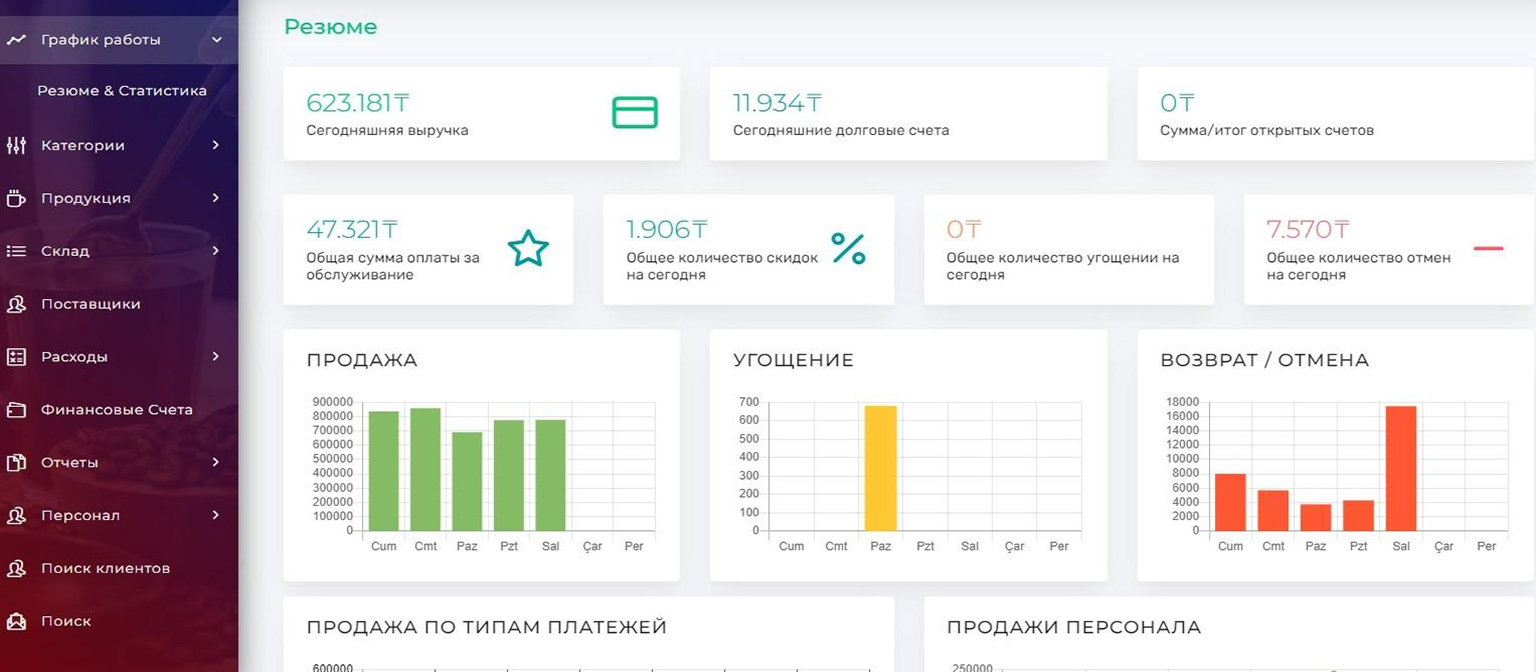 График работы
Резюме & Статистика
Категории
Продукция
Склад
Поставщики
Расходы
Финансовые Счета
Отчеты
Персонал
Поиск клиентов
Поиск
Резюме
623.181₸
Сегодняшняя выручка
11.934₸
Сегодняшние долговые счета
0₸
Сумма/итог открытых счетов
47.321₸
Общая сумма оплаты за
обслуживание
1.906₸
Общее количество скидок
на сегодня
0₸
Общее количество угощении на
сегодня
7.570₸
Общее количество отмен
на сегодня
ПРОДАЖА
900000
800000
700000
600000
500000
400000
300000
200000
100000
0
Cum Cmt Paz Pzt Sal Çar Per
УГОЩЕНИЕ
700
600
500
400
300
200
100
0
Cum Cmt Paz Pzt Sal Çar Per
ВОЗВРАТ / ОТМЕНА
18000
16000
14000
12000
10000
8000
6000
4000
2000
0
Cum Cmt Paz Pzt Sal Çar Per
ПРОДАЖА ПО ТИПАМ ПЛАТЕЖЕЙ
600000
ПРОДАЖИ ПЕРСОНАЛА
250000